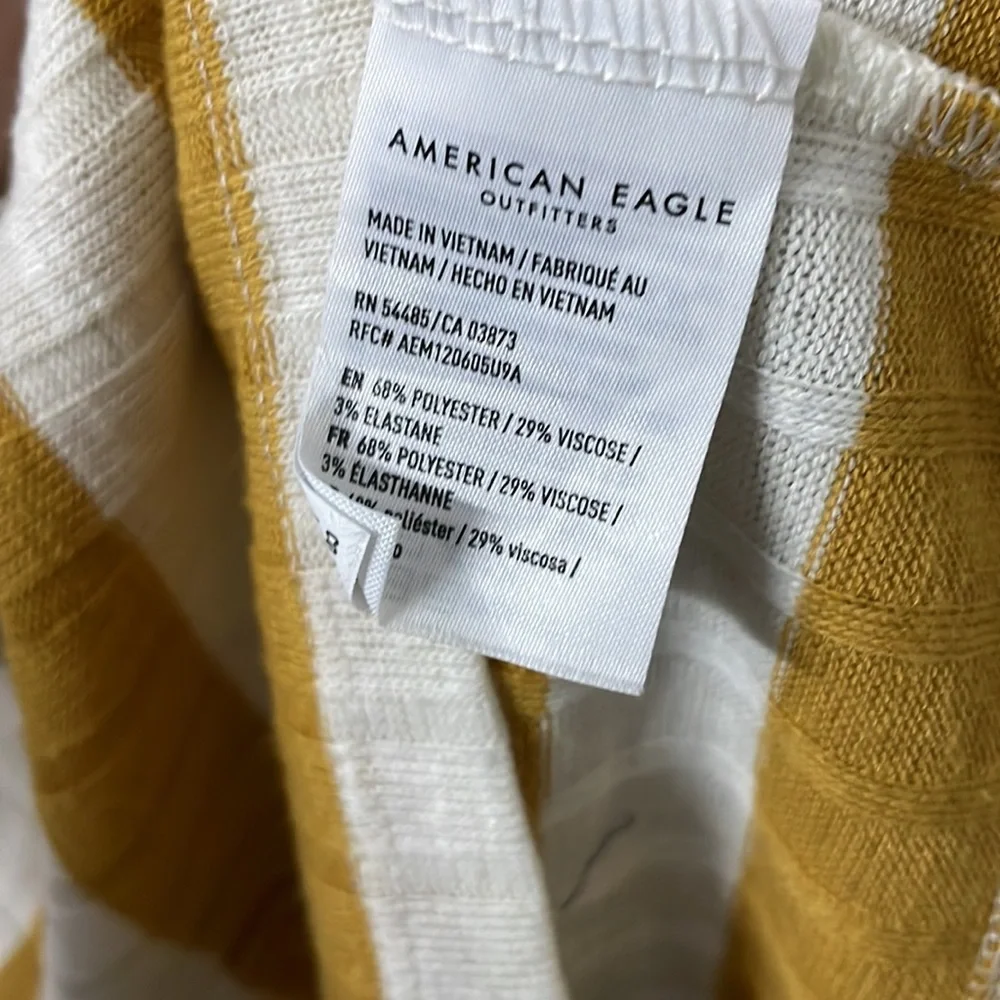 AMERICAN EAGLE
OUTFITTERS
MADE IN VIETNAM / FABRIQUÉ AU
VIETNAM / HECHO EN VIETNAM
RN 54485/CA 03873
RFC# AEM120605U9A
EN 68% POLYESTER / 29% VISCOSE /
3% ELASTANE
FR 68% POLYESTER / 29% VISCOSE /
3% ÉLASTHANNE
poliéster / 29% viscosa /